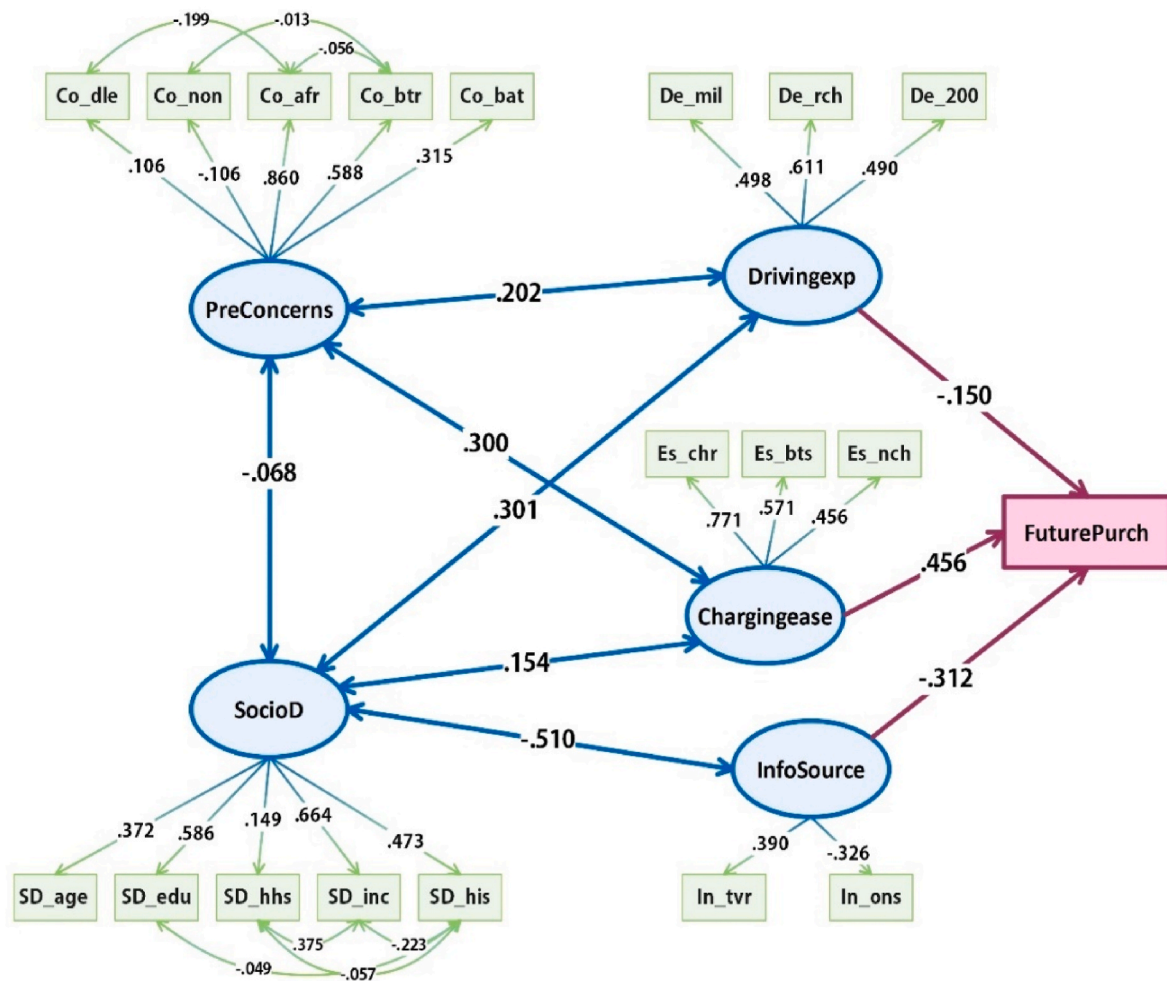 -.199
-.013
-.056
Co_dle
Co_non
Co_afr
Co_btr
Co_bat
De_mil
De_rch
De_200
.106
-.106
.860
.588
.315
.498
.611
.490
PreConcerns
Drivingexp
.202
-.150
.300
Es_chr
Es_bts
Es_nch
-.068
.301
.771
.571
.456
FuturePurch
.456
Chargingease
.154
-.312
SocioD
-.510
InfoSource
.372
.586
.149
.664
.473
.390
-.326
SD_age
SD_edu
SD_hhs
SD_inc
SD_his
In_tvr
In_ons
.375
-.223
-.049
-.057